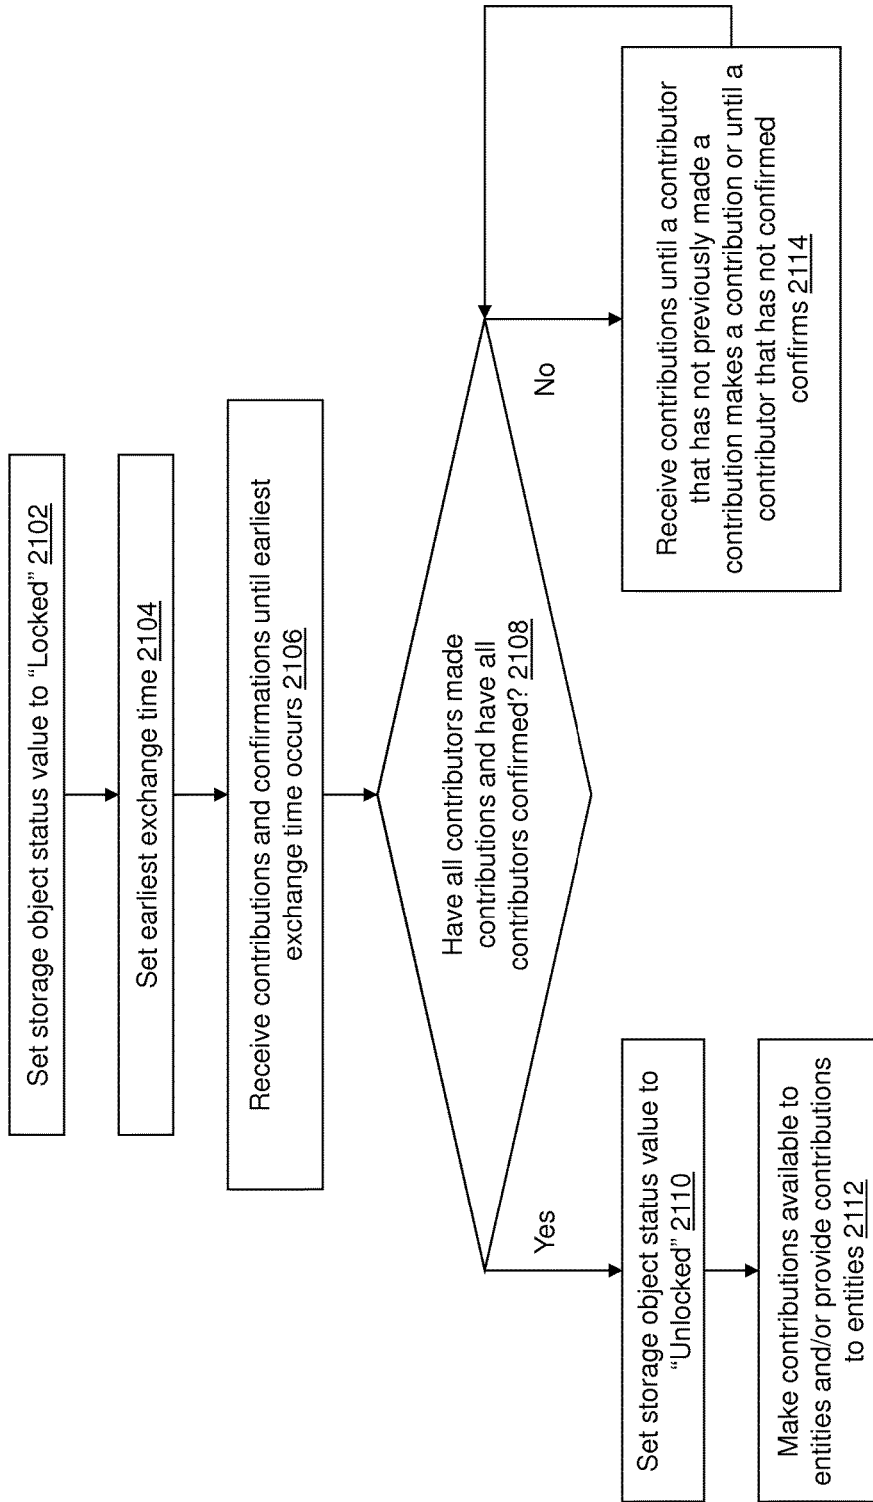 Set storage object status value to “Locked” 2102
Set earliest exchange time 2104
Receive contributions and confirmations until earliest
exchange time occurs 2106
Have all contributors made
contributions and have all
contributors confirmed? 2108
Yes
No
Set storage object status value to
“Unlocked” 2110
Make contributions available to
entities and/or provide contributions
to entities 2112
Receive contributions until a contributor
that has not previously made a
contribution makes a contribution or until a
contributor that has not confirmed
confirms 2114